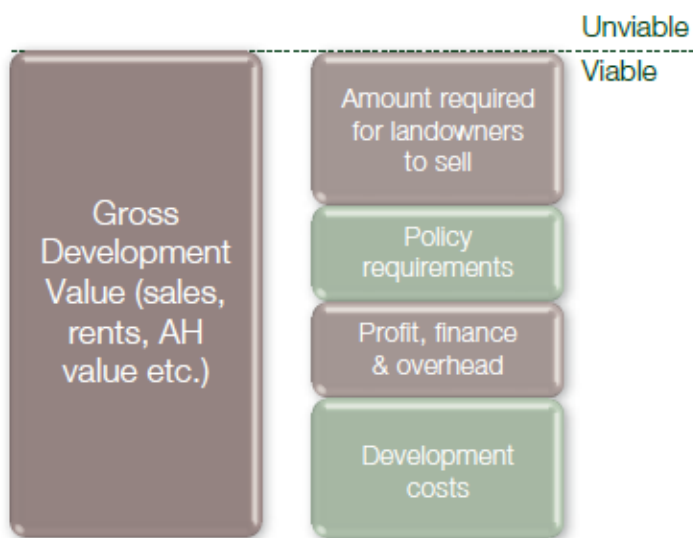 Unviable
Viable
Gross
Development
Value (sales,
rents, AH
value etc.)
Amount required
for landowners
to sell
Policy
requirements
Profit, finance
& overhead
Development
costs